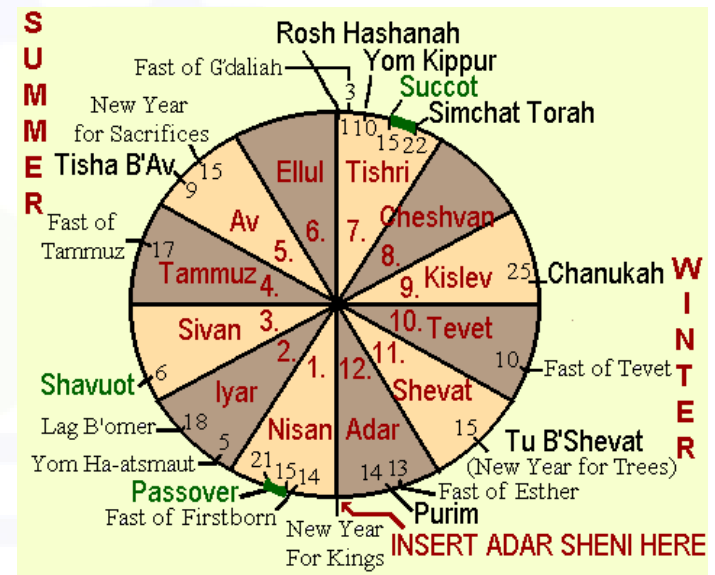 SUMMER
Rosh Hashanah
Yom Kippur
Fast of G'daliah
3
Succot
Simchat Torah
New Year
for Sacrifices
1 10
15 22
Tisha B'Av
15
9
Ellul
Tishri
Av
6.
7.
Cheshvan
5.
8.
Fast of
Tammuz
17
Tammuz 4.
9. Kislev
25
Chanukah
WINTER
Sivan 3.
10. Tevet
2.
11.
10
Fast of Tevet
Shavuot
6
Iyar
1.
12.
Shevat
Lag B'omer
18
Nisan
Adar
15
Tu B'Shevat
(New Year for Trees)
Yom Ha-atsmaut
5
21
15
14
14
13
Passover
Fast of Esther
Fast of Firstborn
Purim
New Year
For Kings
INSERT ADAR SHENI HERE